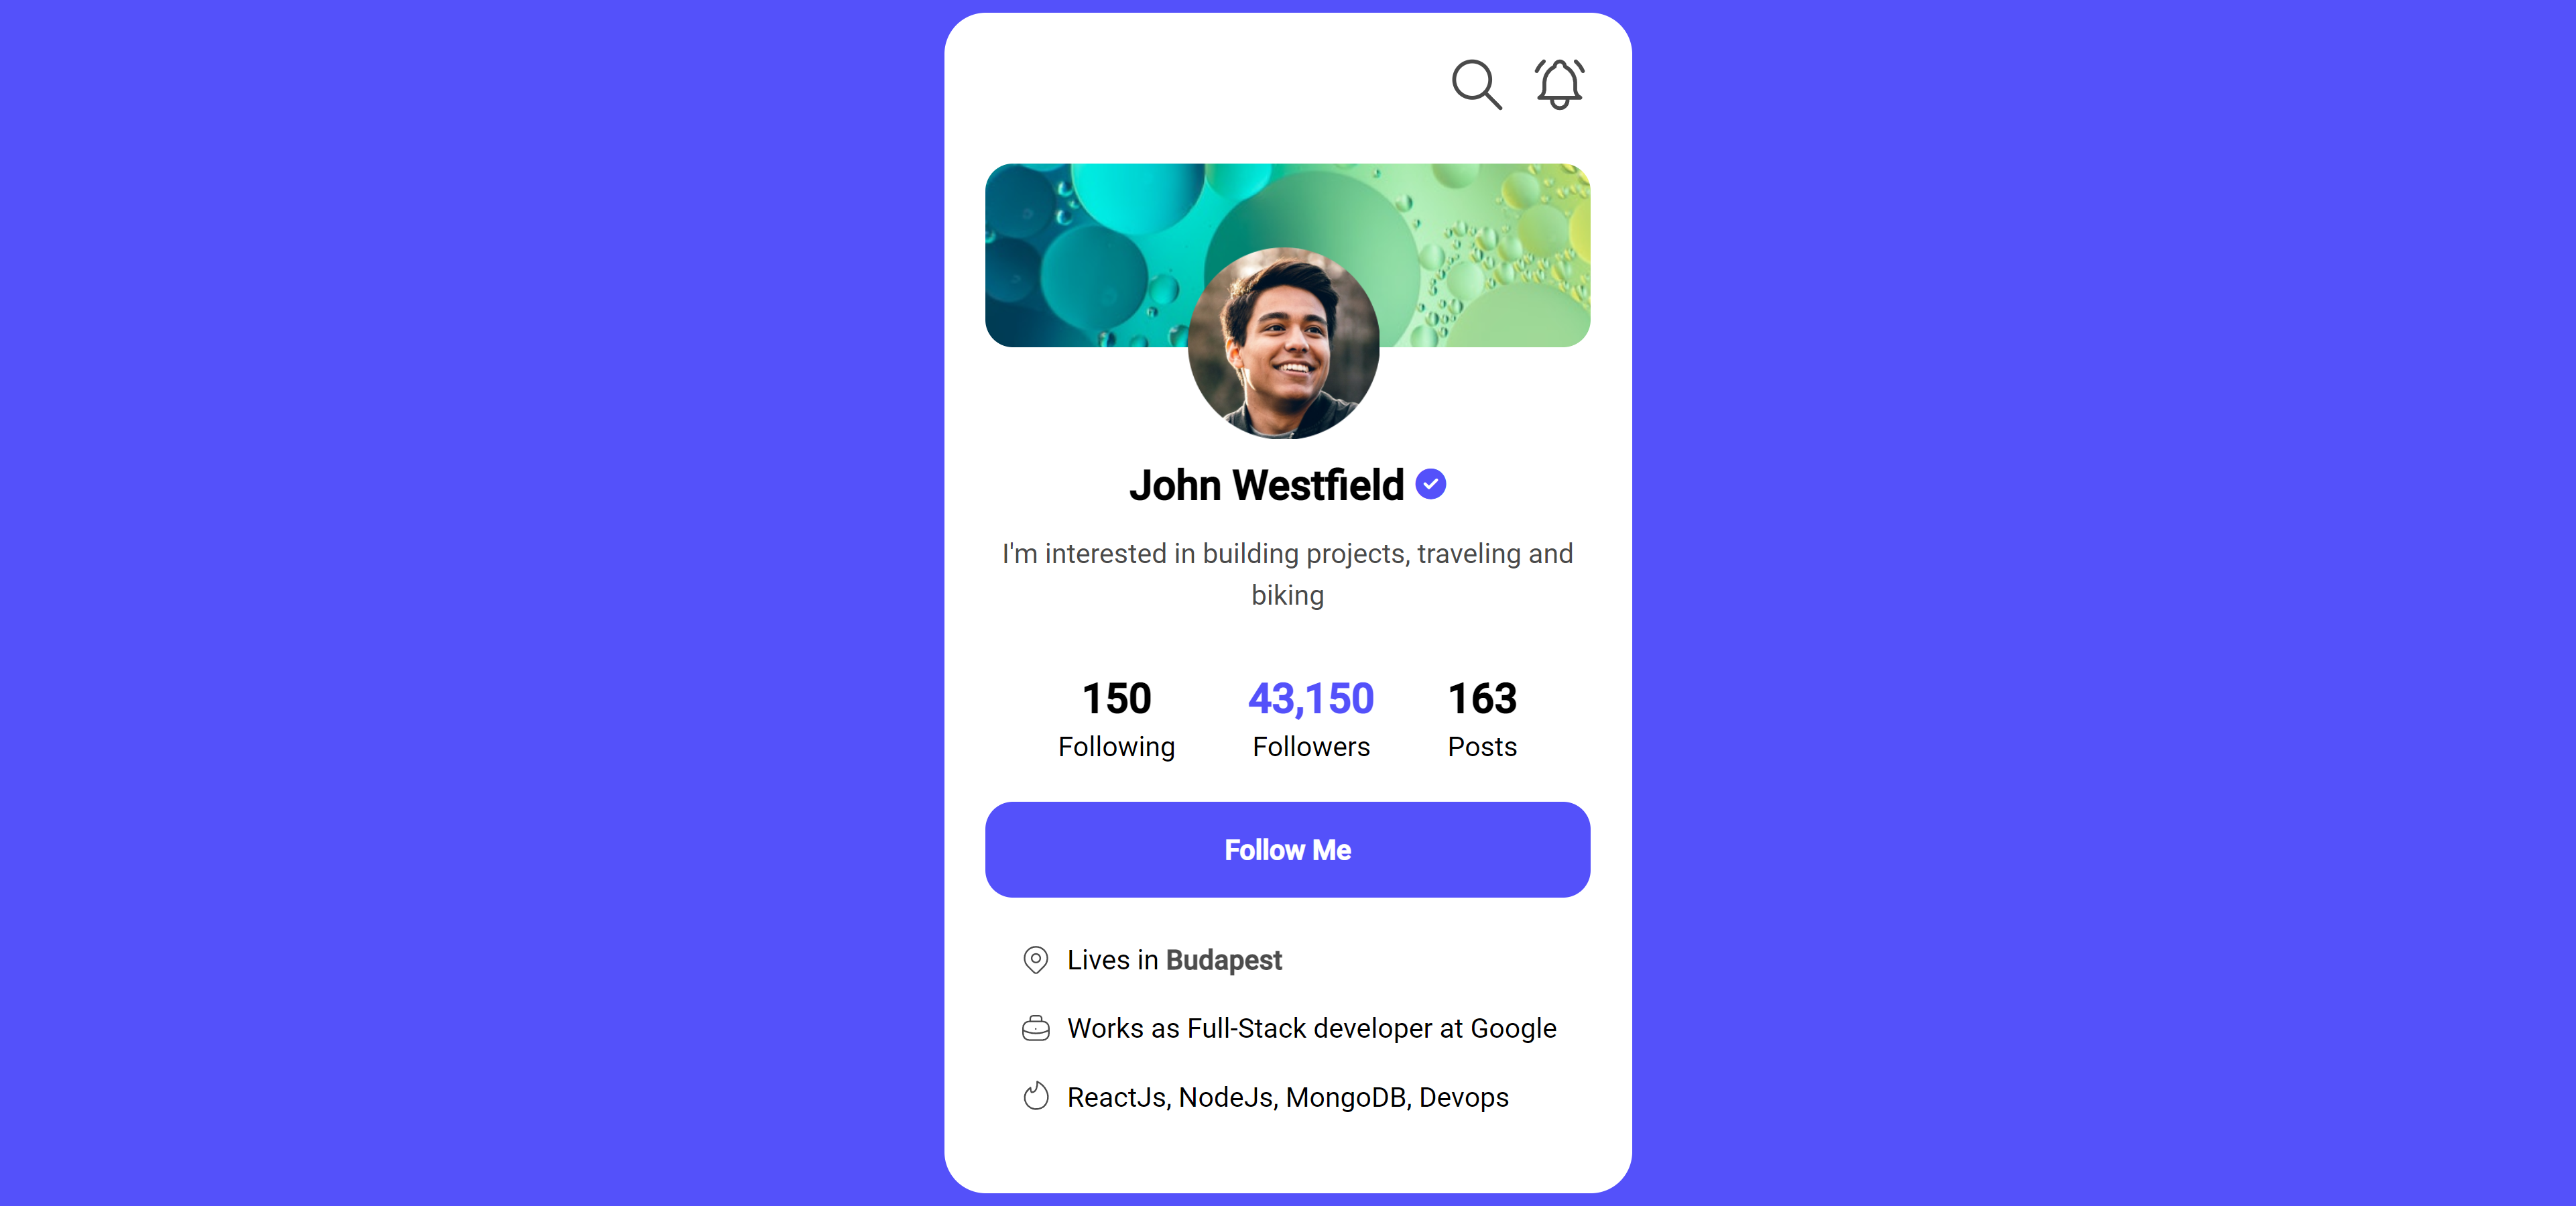 John Westfield
I'm interested in building projects, traveling and
biking
150
Following
43,150
Followers
163
Posts
Follow Me
Lives in Budapest
Works as Full-Stack developer at Google
ReactJs, NodeJs, MongoDB, Devops